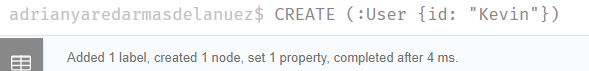 adrianyaredarmasdelanuez$ CREATE (:User {id: "Kevin"})
Added 1 label, created 1 node, set 1 property, completed after 4 ms.